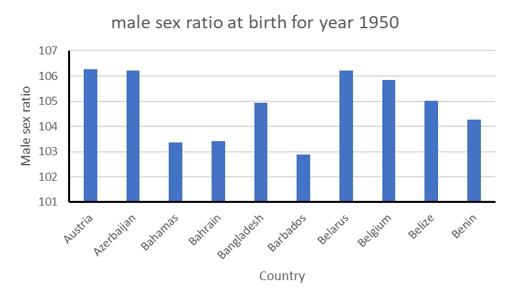 male sex ratio at birth for year 1950
107
106
105
104
103
102
101
Male sex ratio
Austria
Azerbaijan
Bahamas
Bahrain
Bangladesh
Barbados
Belarus
Belgium
Belize
Benin
Country